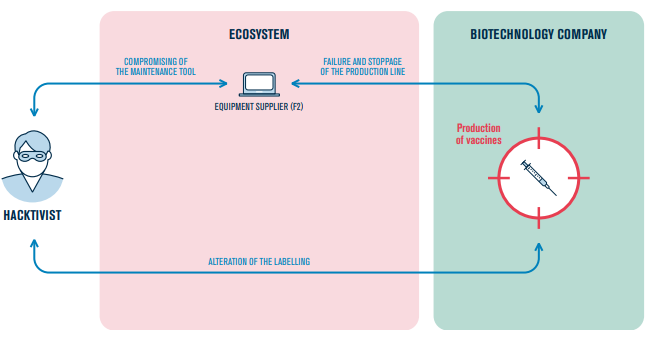 ECOSYSTEM
BIOTECHNOLOGY COMPANY
COMPROMISING OF
THE MAINTENANCE TOOL
FAILURE AND STOPPAGE
OF THE PRODUCTION LINE
EQUIPMENT SUPPLIER (F2)
Production
of vaccines
HACKTIVIST
ALTERATION OF THE LABELLING